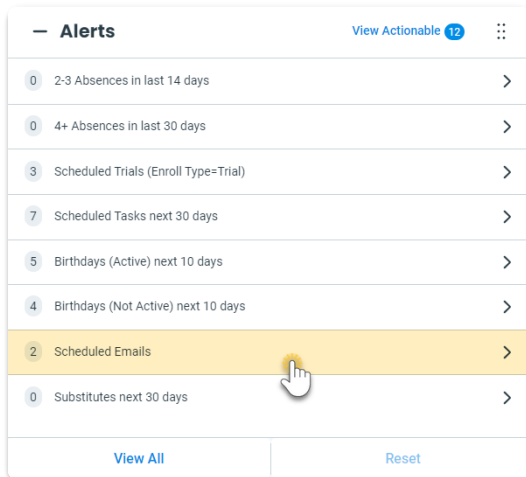 Alerts
View Actionable 12
0 2-3 Absences in last 14 days
0 4+ Absences in last 30 days
3 Scheduled Trials (Enroll Type=Trial)
7 Scheduled Tasks next 30 days
5 Birthdays (Active) next 10 days
4 Birthdays (Not Active) next 10 days
2 Scheduled Emails
0 Substitutes next 30 days
View All
Reset